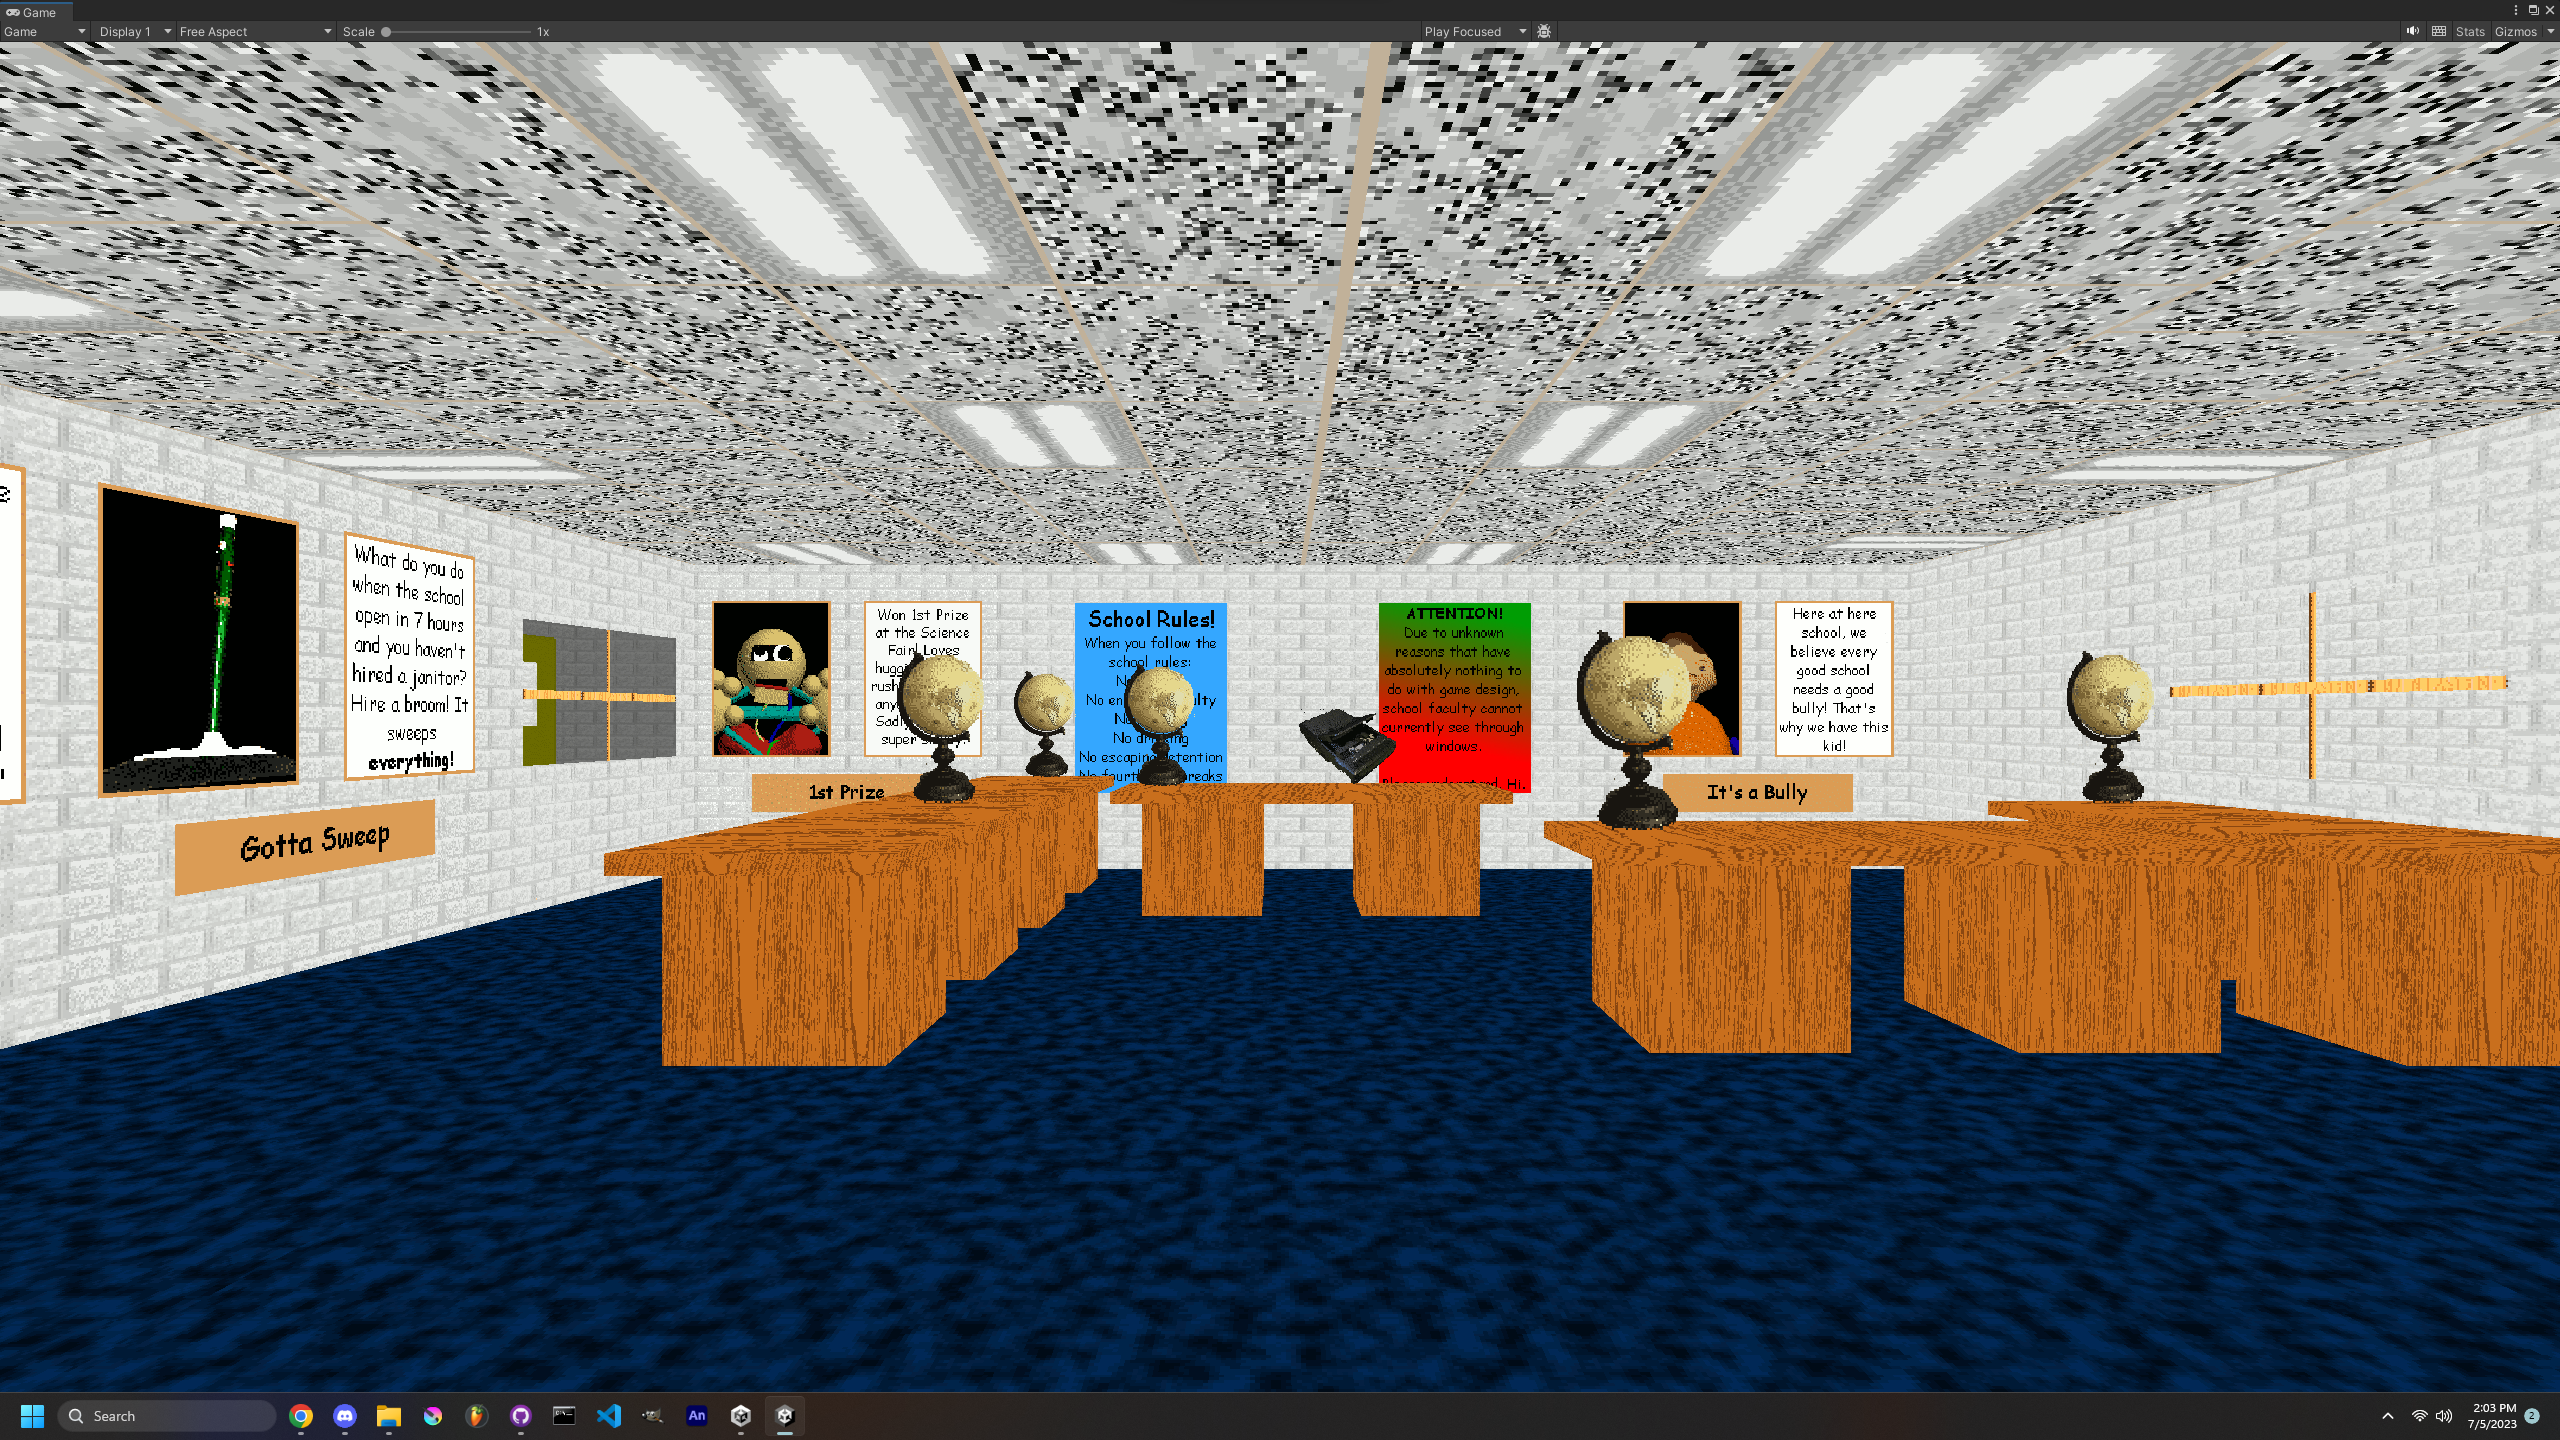 Game
Game
Display 1
Free Aspect
Scale
1x
Play Focused
Stats
Gizmos
What do you do
when the school
open in 7 hours
and you haven't
hired a janitor?
Hire a broom! It
sweeps
everything!
Gotta Sweep
Won 1st Prize
at the Science
Fair! Loves
1st Prize
School Rules!
When you follow the
school rules:
No escaping detention
ATTENTION!
Due to unknown
reasons that have
absolutely nothing to
do with game design,
school faculty cannot
currently see through
windows.
Here at here
school, we
believe every
good school
needs a good
bully! That's
why we have this
kid!
It's a Bully
Search
An
2:03 PM
7/5/2023
2